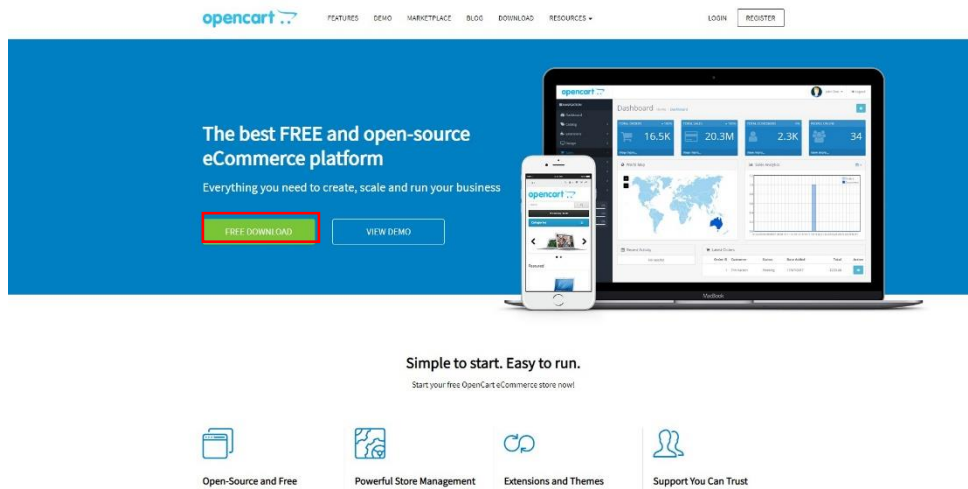 opencart
FEATURES DEMO MARKETPLACE BLOG DOWNLOAD RESOURCES
LOGIN REGISTER
The best FREE and open-source
eCommerce platform
Everything you need to create, scale and run your business
FREE DOWNLOAD VIEW DEMO
opencart
Dashboard
16.5K 20.3M 2.3K 34
opencart
Featured
MacBook
Simple to start. Easy to run.
Start your free OpenCart eCommerce store now!
Open-Source and Free Powerful Store Management Extensions and Themes Support You Can Trust